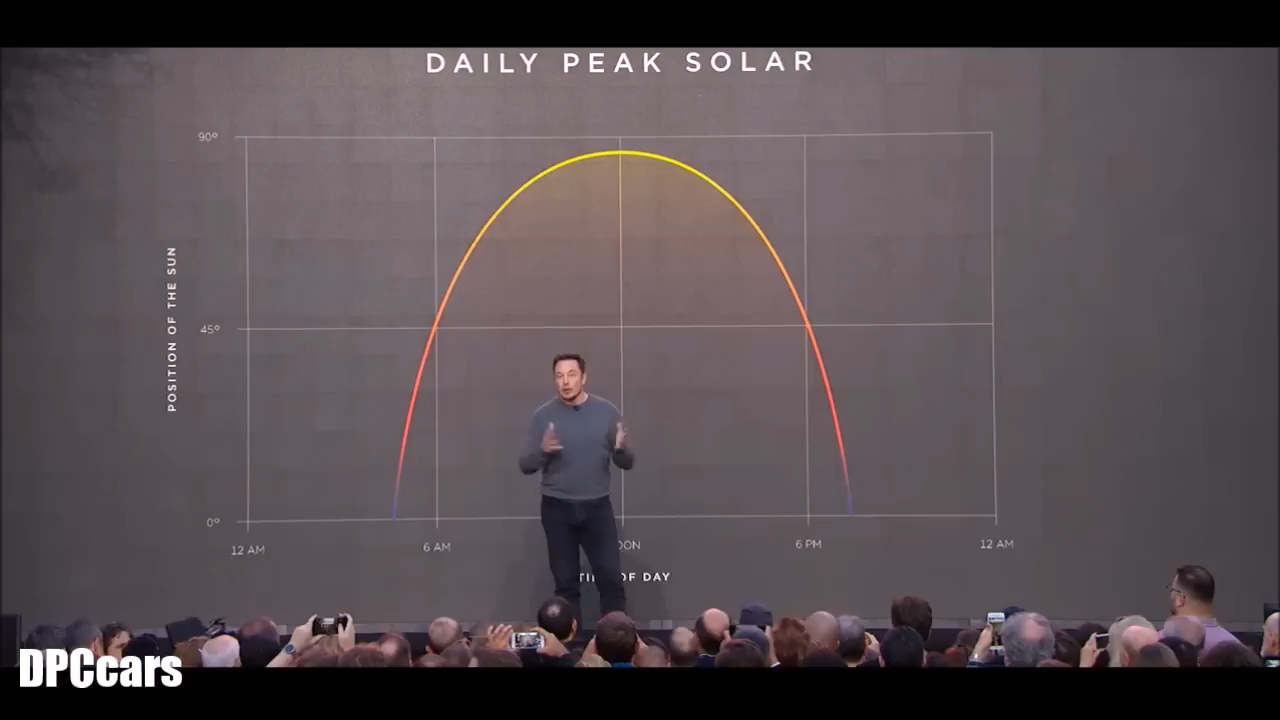 DAILY PEAK SOLAR
90°
POSITION OF THE SUN
45°
0°
12 AM
6 AM
6 PM
12 AM
OF DAY
DPCcars